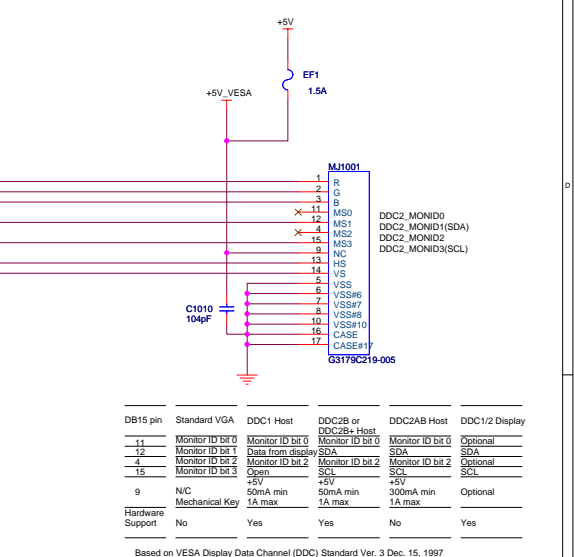 +5V
EF1
1.5A
+5V_VESA
MJ1001
1 R
2 G
3 B
11 MS0 DDC2_MONID0
12 MS1 DDC2_MONID1(SDA)
4 MS2 DDC2_MONID2
15 MS3 DDC2_MONID3(SCL)
9 NC
13 HS
14 VS
5 VSS
6 VSS#6
7 VSS#7
8 VSS#8
10 VSS#10
16 CASE
17 CASE#17
G3179C219-005
C1010
104pF
D
DB15 pin Standard VGA DDC1 Host DDC2B or DDC2AB Host DDC1/2 Display
DDC2B+ Host
11 Monitor ID bit 0 Monitor ID bit 0 Monitor ID bit 0 Monitor ID bit 0 Optional
12 Monitor ID bit 1 Data from display SDA SDA SDA
4 Monitor ID bit 2 Monitor ID bit 2 Monitor ID bit 2 Monitor ID bit 2 Optional
15 Monitor ID bit 3 Open SCL SCL SCL
+5V +5V +5V
9 N/C 50mA min 50mA min 300mA min Optional
Mechanical Key 1A max 1A max 1A max
Hardware
Support No Yes Yes No Yes
Based on VESA Display Data Channel (DDC) Standard Ver. 3 Dec. 15, 1997